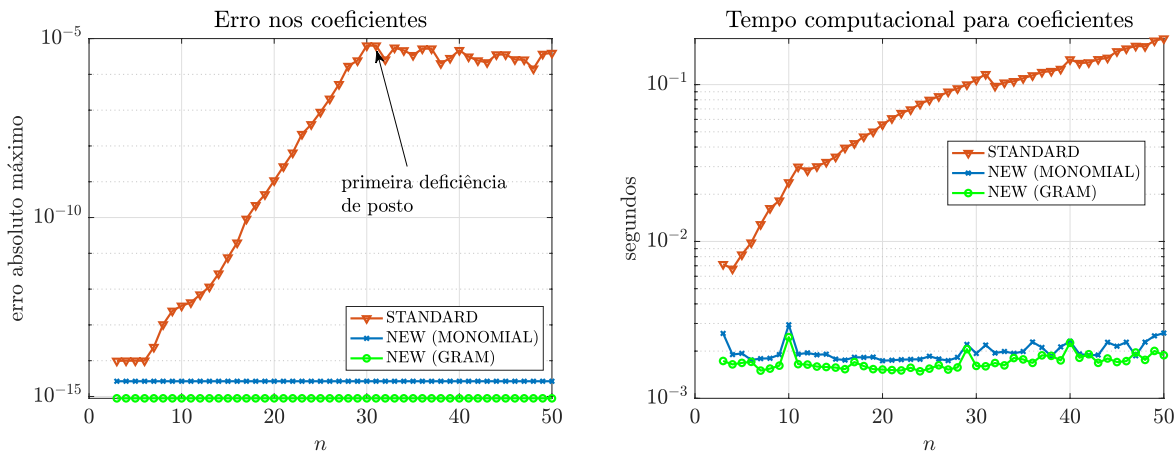 Erro nos coeficientes
10^-5
10^-10
10^-15
erro absoluto máximo
primeira deficiência
de posto
STANDARD
NEW (MONOMIAL)
NEW (GRAM)
0 10 20 30 40 50
n
Tempo computacional para coeficientes
10^-1
10^-2
10^-3
segundos
STANDARD
NEW (MONOMIAL)
NEW (GRAM)
0 10 20 30 40 50
n